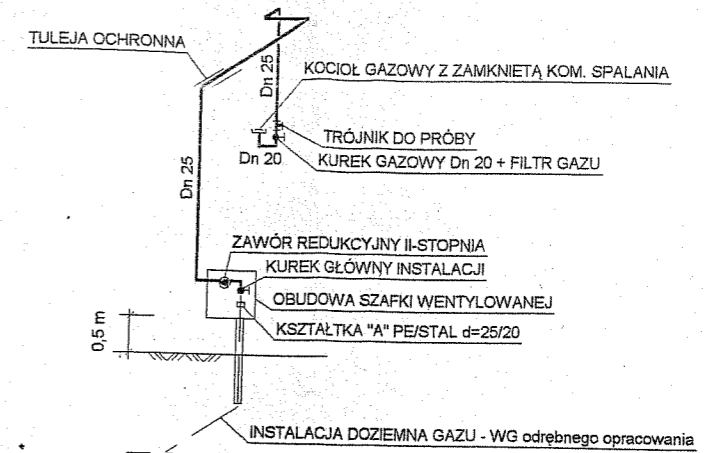 TULEJA OCHRONNA
Dn 25
KOCIOŁ GAZOWY Z ZAMKNIETĄ KOM. SPALANIA
TRÓJNIK DO PRÓBY
Dn 20
KUREK GAZOWY Dn 20 + FILTR GAZU
Dn 25
ZAWÓR REDUKCYJNY II-STOPNIA
KUREK GŁÓWNY INSTALACJI
OBUDOWA SZAFKI WENTYLOWANEJ
0,5 m
KSZTAŁTKA "A" PE/STAL d=25/20
INSTALACJA DOZIEMNA GAZU - WG odrębnego opracowania